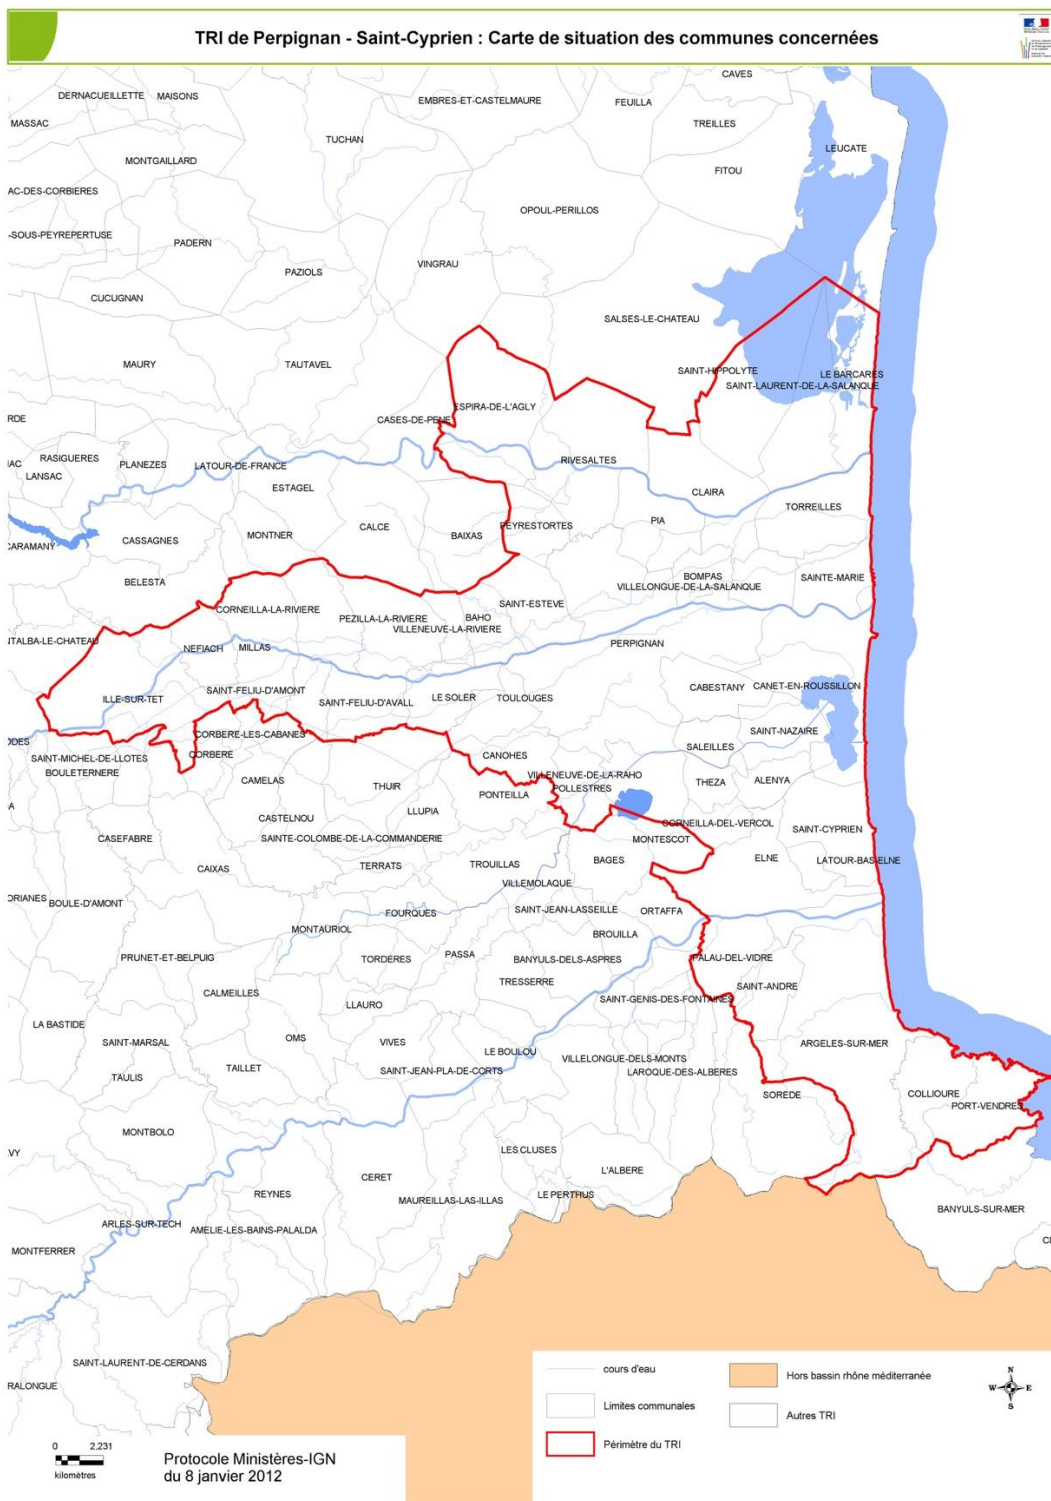 TRI de Perpignan - Saint-Cyprien : Carte de situation des communes concernées
CAVES
DERNACUEILLETTE
MAISONS
EMBRES-ET-CASTELMAURE
FEUILLA
MASSAC
TREILLES
TUCHAN
LEUCATE
MONTGAILLARD
FITOU
AC-DES-CORBIERES
OPOUL-PERILLOS
-SOUS-PEYREPERTUSE
PADERN
VINGRAU
PAZIOLS
CUCUGNAN
SALSES-LE-CHATEAU
MAURY
TAUTAVEL
SAINT-HIPPOLYTE
LE BARCARES
SAINT-LAURENT-DE-LA-SALANQUE
ESPIRA-DE-L'AGLY
CASES-DE-PENE
RDE
RASIGUERES
PLANEZES
LATOUR-DE-FRANCE
RIVESALTES
LANSAC
ESTAGEL
CLAIRA
TORREILLES
PIA
CALCE
PEYRESTORTES
MONTNER
BAIXAS
CASSAGNES
CARAMANY
BELESTA
BOMPAS
SAINTE-MARIE
VILLELONGUE-DE-LA-SALANQUE
SAINT-ESTEVE
CORNEILLA-LA-RIVIERE
PEZILLA-LA-RIVIERE
BAHO
VILLENEUVE-LA-RIVIERE
NTALBA-LE-CHATEAU
NEFIACH
MILLAS
PERPIGNAN
CABESTANY
CANET-EN-ROUSSILLON
ILLE-SUR-TET
SAINT-FELIU-D'AMONT
SAINT-FELIU-D'AVALL
LE SOLER
TOULOUGES
SAINT-NAZAIRE
CORBERE-LES-CABANES
ODES
SALEILLES
SAINT-MICHEL-DE-LLOTES
CORBERE
CANOHES
BOULETERNERE
VILLENEUVE-DE-LA-RAHO
CAMELAS
THUIR
PONTEILLA
POLLESTRES
THEZA
ALENYA
LLUPIA
CASTELNOU
CORNEILLA-DEL-VERCOL
SAINT-CYPRIEN
CASEFABRE
SAINTE-COLOMBE-DE-LA-COMMANDERIE
MONTESCOT
CAIXAS
TERRATS
TROUILLAS
BAGES
ELNE
LATOUR-BAS-ELNE
VILLEMOLAQUE
BOULE-D'AMONT
FOURQUES
SAINT-JEAN-LASSEILLE
ORTAFFA
MONTAURIOL
BROUILLA
PRUNET-ET-BELPUIG
TORDERES
PASSA
BANYULS-DELS-ASPRES
PALAU-DEL-VIDRE
TRESSERRE
SAINT-ANDRE
CALMEILLES
LLAURO
SAINT-GENIS-DES-FONTAINES
LA BASTIDE
SAINT-MARSAL
OMS
VIVES
LE BOULOU
ARGELES-SUR-MER
TAILLET
SAINT-JEAN-PLA-DE-CORTS
VILLELONGUE-DELS-MONTS
TAULIS
LAROQUE-DES-ALBERES
SOREDE
COLLIOURE
PORT-VENDRES
MONTBOLO
LES CLUSES
VY
L'ALBERE
CERET
REYNES
MAUREILLAS-LAS-ILLAS
LE PERTHUS
BANYULS-SUR-MER
ARLES-SUR-TECH
AMELIE-LES-BAINS-PALALDA
MONTFERRER
SAINT-LAURENT-DE-CERDANS
RALONGUE
cours d'eau
Limites communales
Périmètre du TRI
Hors bassin rhône méditerranée
Autres TRI
N
W E
S
0 2,231
kilomètres
Protocole Ministères-IGN
du 8 janvier 2012